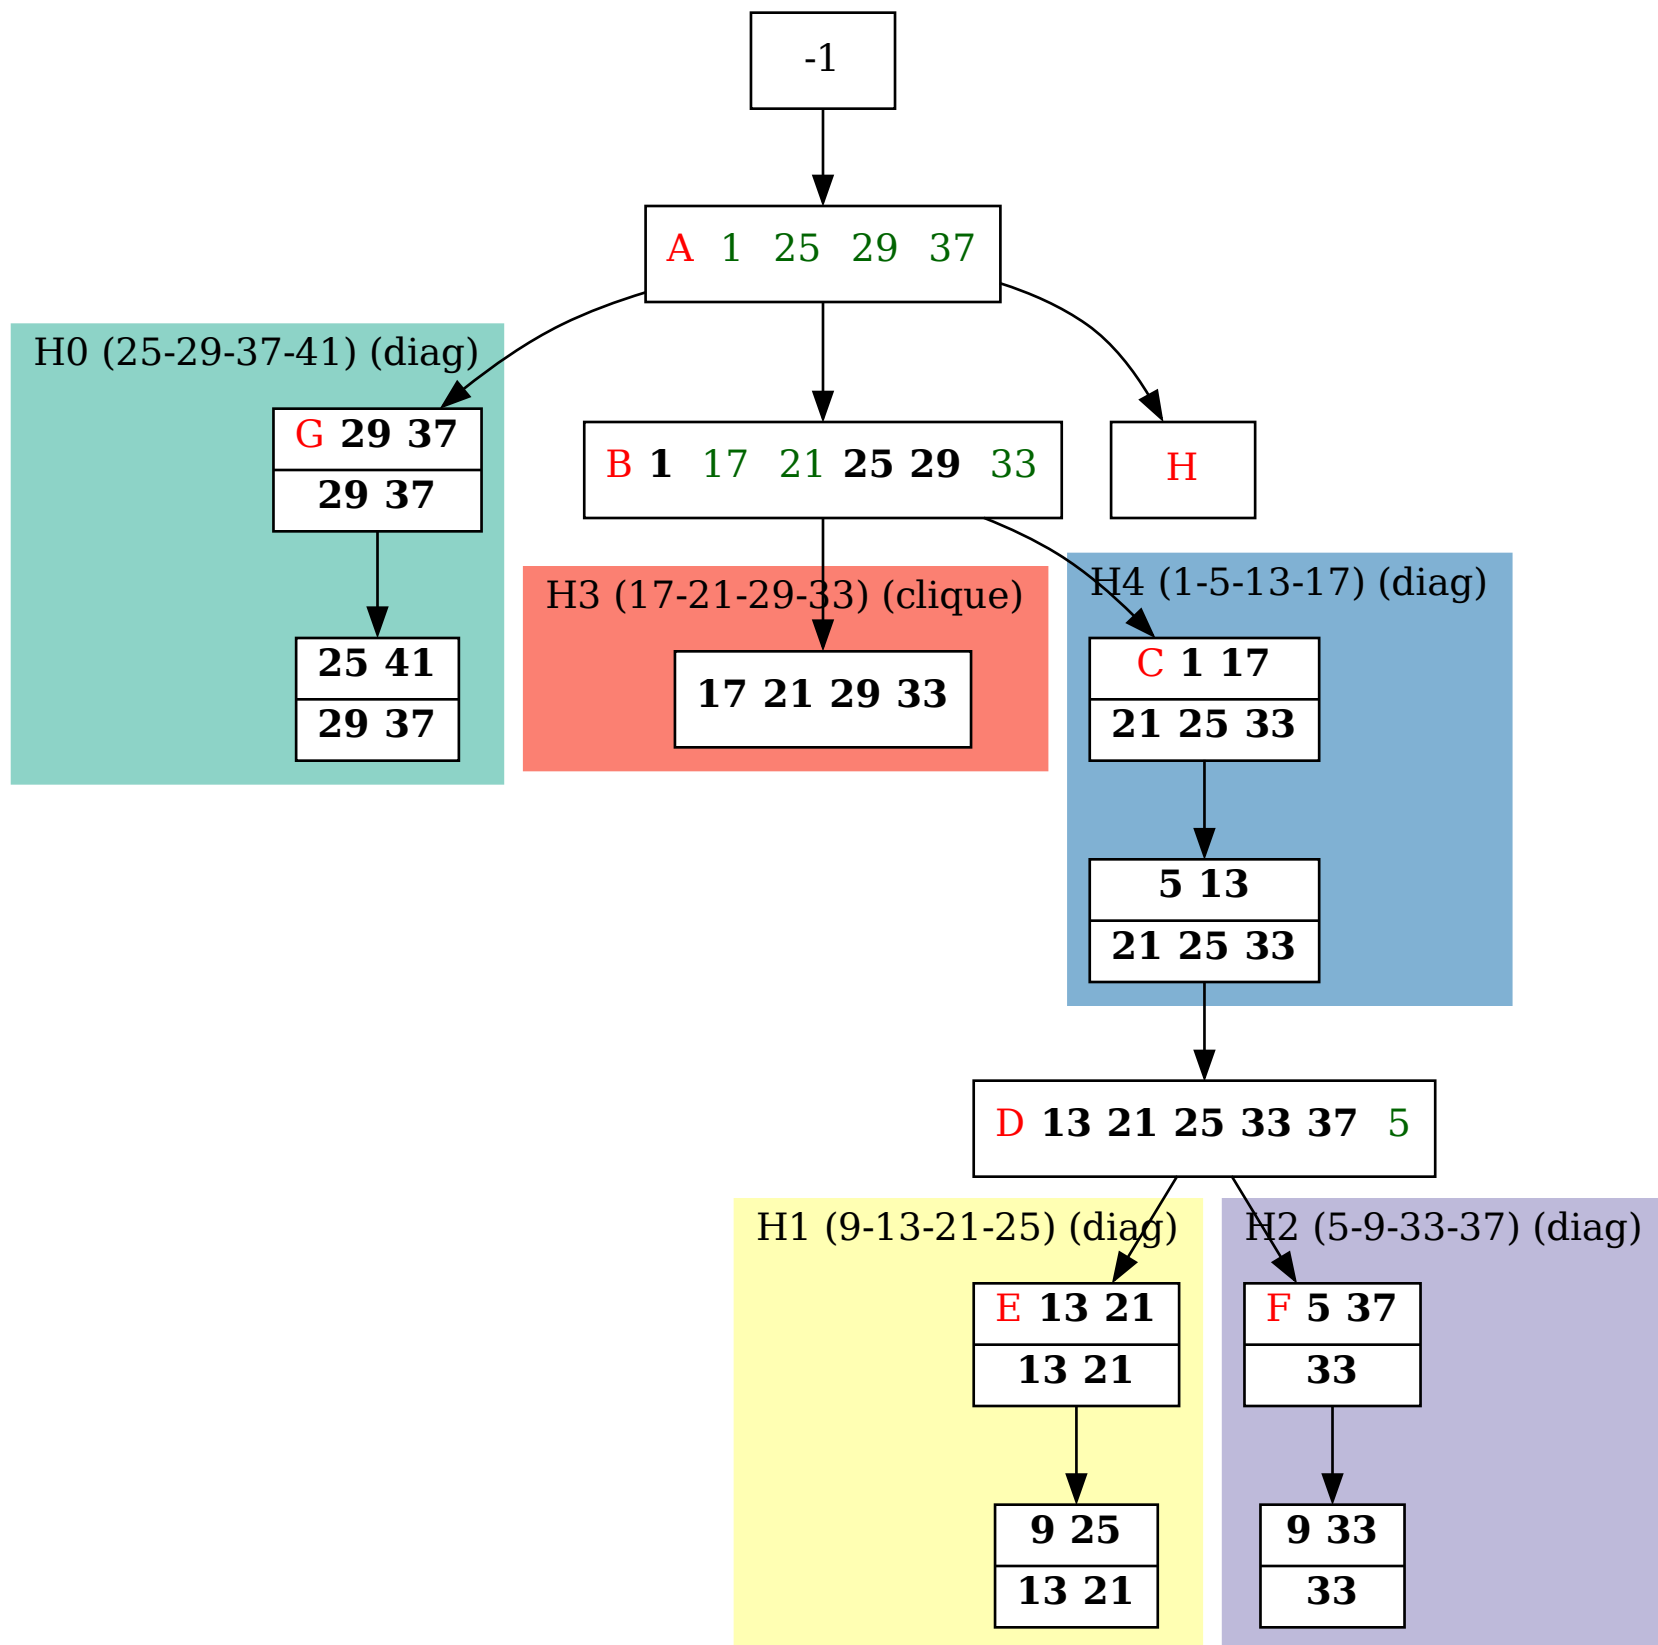 -1
A 1 25 29 37
H0 (25-29-37-41) (diag)
G 29 37
29 37
B 1 17 21 25 29 33
H
25 41
29 37
H3 (17-21-29-33) (clique)
17 21 29 33
H4 (1-5-13-17) (diag)
C 1 17
21 25 33
5 13
21 25 33
D 13 21 25 33 37 5
H1 (9-13-21-25) (diag)
E 13 21
13 21
9 25
13 21
H2 (5-9-33-37) (diag)
F 5 37
33
9 33
33